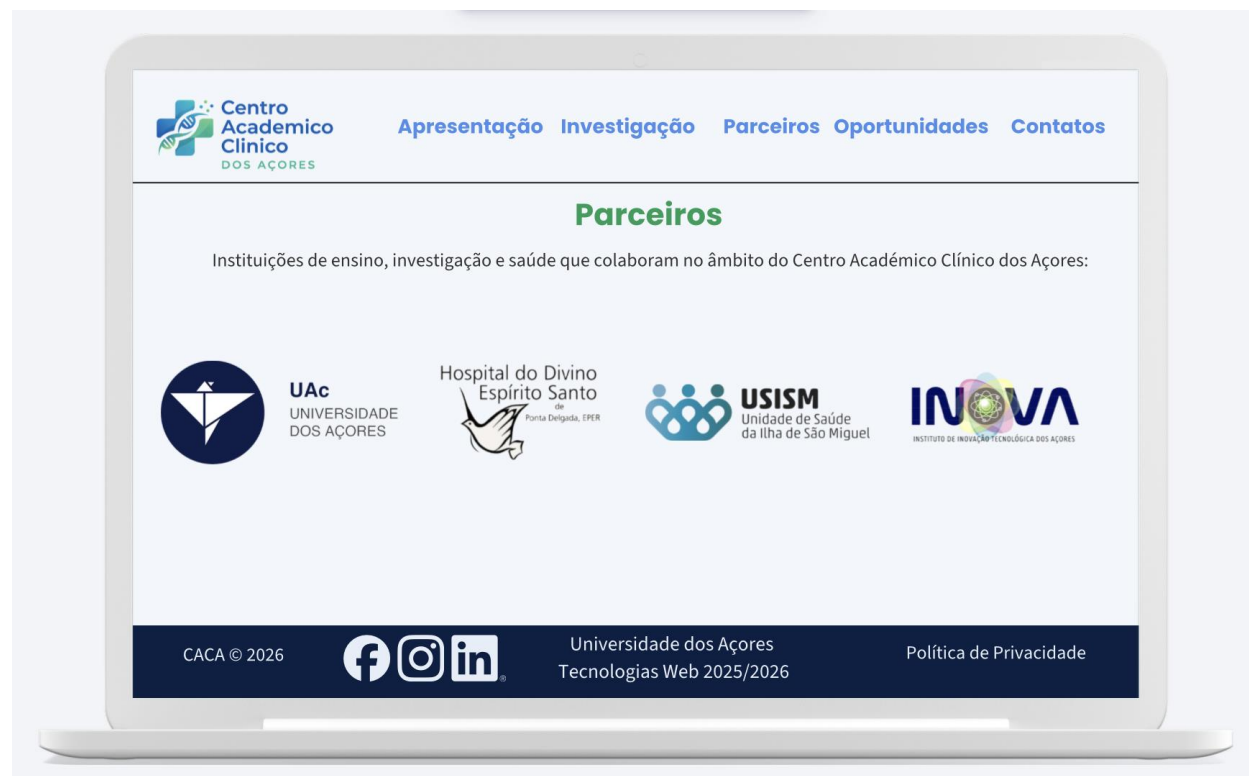 Centro
Academico
Clinico
DOS AÇORES
Apresentação Investigação Parceiros Oportunidades Contatos
Parceiros
Instituições de ensino, investigação e saúde que colaboram no âmbito do Centro Académico Clínico dos Açores:
UAc
UNIVERSIDADE
DOS AÇORES
Hospital do Divino
Espírito Santo
de
Ponta Delgada, EPER
USISM
Unidade de Saúde
da Ilha de São Miguel
INOVA
INSTITUTO DE INOVAÇÃO TECNOLÓGICA DOS AÇORES
CACA © 2026
in
®
Universidade dos Açores
Tecnologias Web 2025/2026
Política de Privacidade